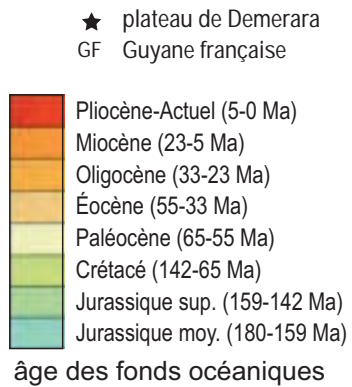 ★ plateau de Demerara
GF Guyane française
Pliocène-Actuel (5-0 Ma)
Miocène (23-5 Ma)
Oligocène (33-23 Ma)
Éocène (55-33 Ma)
Paléocène (65-55 Ma)
Crétacé (142-65 Ma)
Jurassique sup. (159-142 Ma)
Jurassique moy. (180-159 Ma)
âge des fonds océaniques